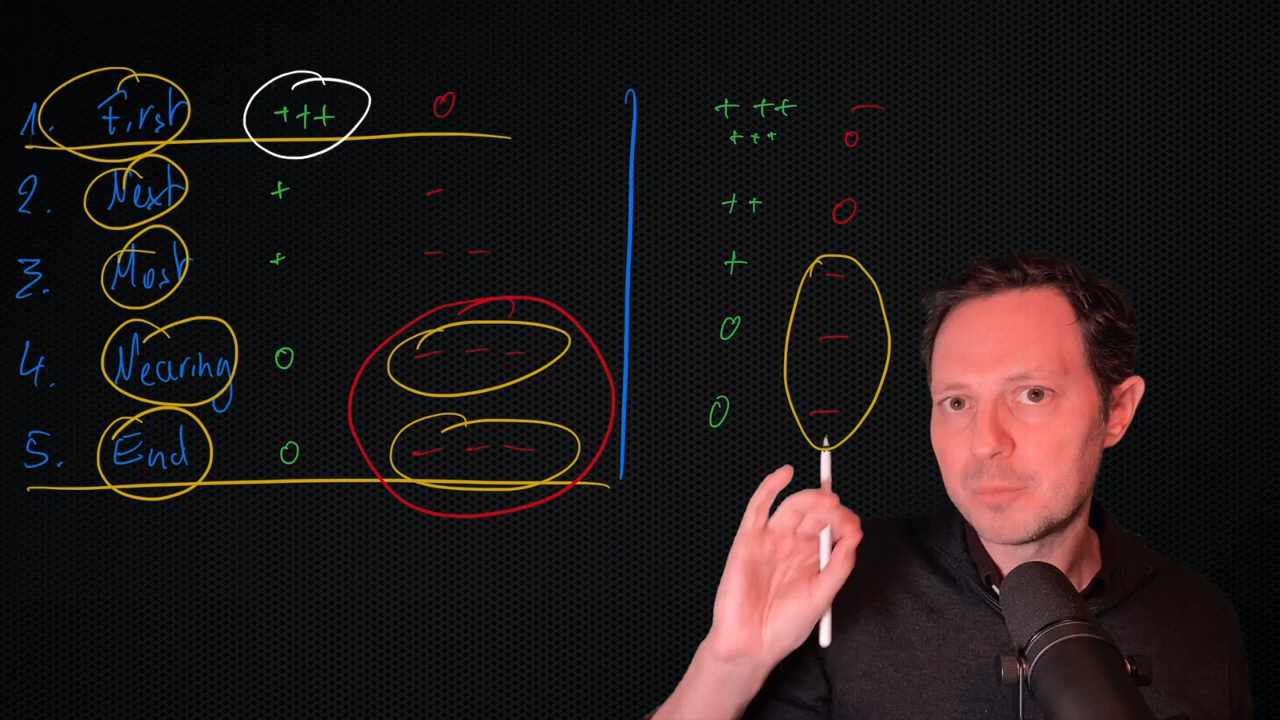 1. First +++ 0
2. Next + -
3. Most + - -
4. Nearing 0 - - -
5. End 0 - - -
+ ++ -
+++ 0
++ 0
+ -
0 -
0 -